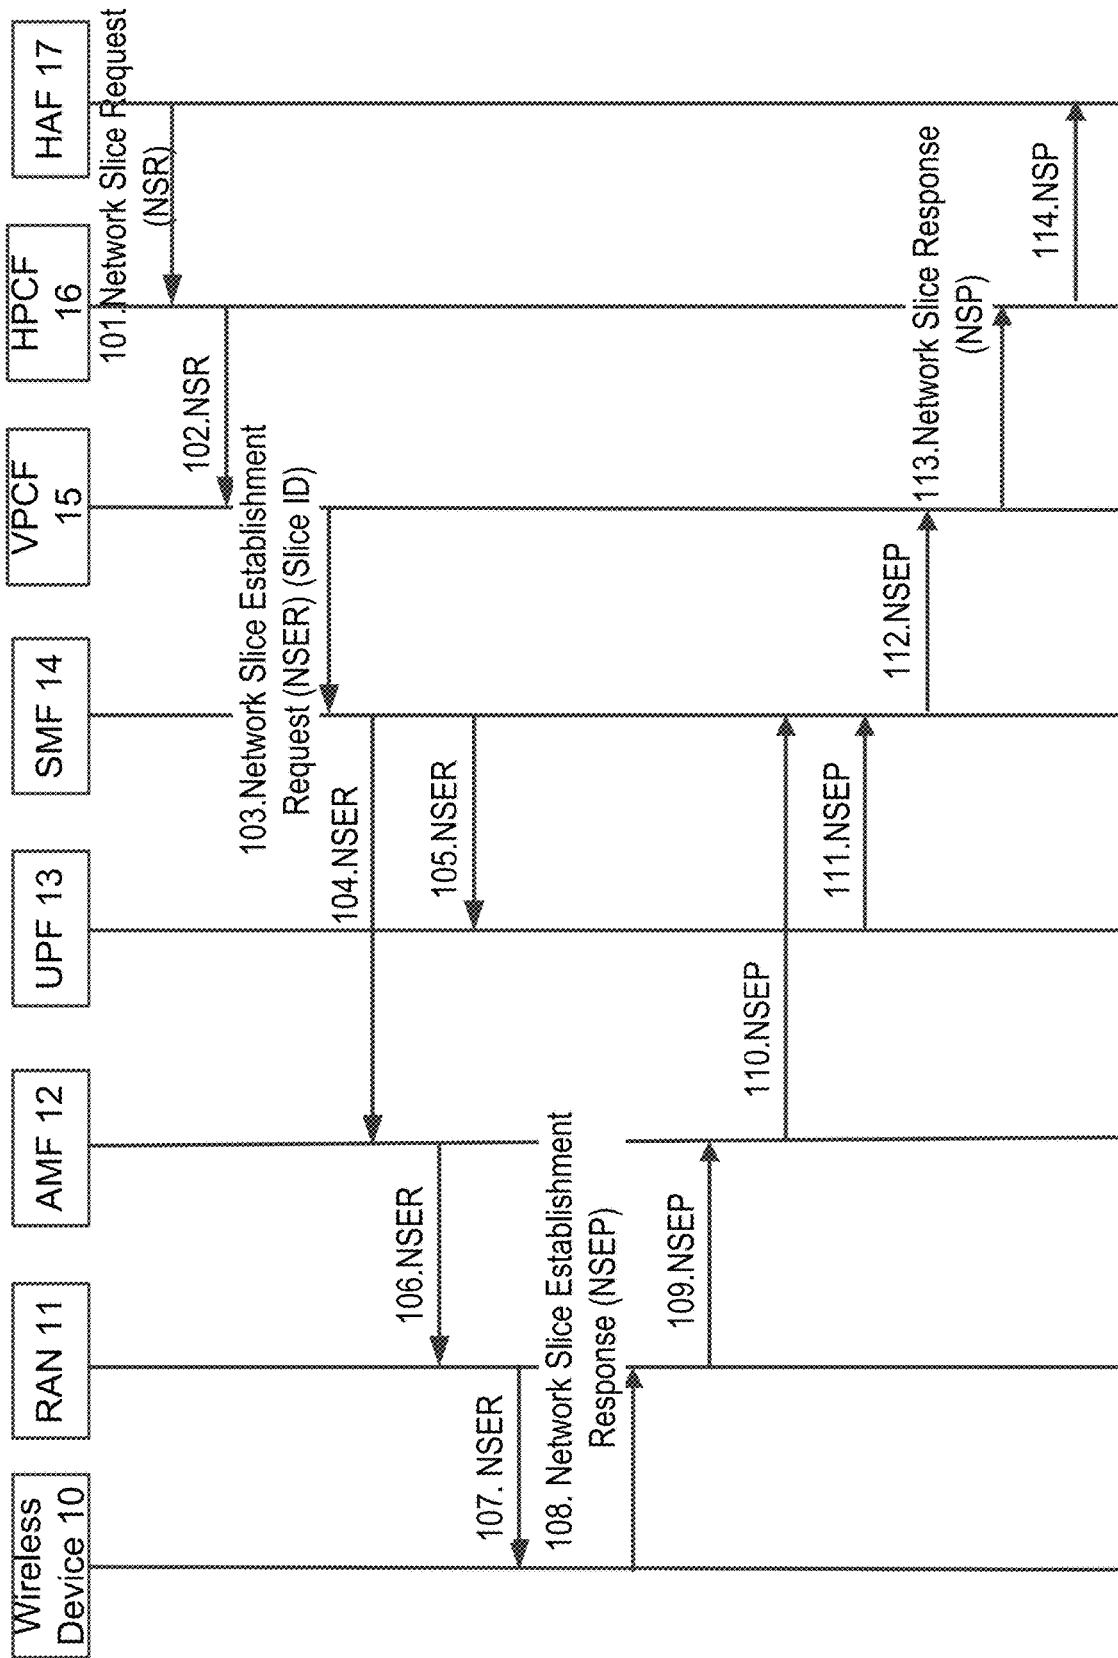 Wireless
Device 10
RAN 11
AMF 12
UPF 13
SMF 14
VPCF
15
HPCF
16
HAF 17
101.Network Slice Request
(NSR)
102.NSR
103.Network Slice Establishment
Request (NSER) (Slice ID)
104.NSER
105.NSER
106.NSER
107. NSER
108. Network Slice Establishment
Response (NSEP)
109.NSEP
110.NSEP
111.NSEP
112.NSEP
113.Network Slice Response
(NSP)
114.NSP